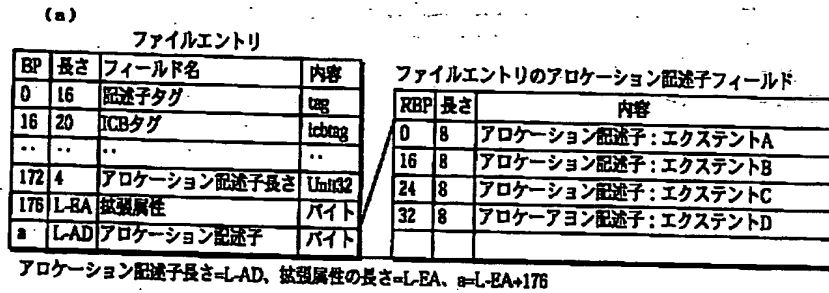 (a)
ファイルエントリ
BP 長さ フィールド名 内容
0 16 記述子タグ tag
16 20 ICBタグ icbtag
.. .. .. ..
172 4 アロケーション記述子長さ Unit32
176 L-EA 拡張属性 バイト
a L-AD アロケーション記述子 バイト
ファイルエントリのアロケーション記述子フィールド
RBP 長さ 内容
0 8 アロケーション記述子:エクステントA
16 8 アロケーション記述子:エクステントB
24 8 アロケーション記述子:エクステントC
32 8 アロケーアヨン記述子:エクステントD
アロケーション記述子長さ=L-AD、拡張属性の長さ=L-EA、a=L-EA+176